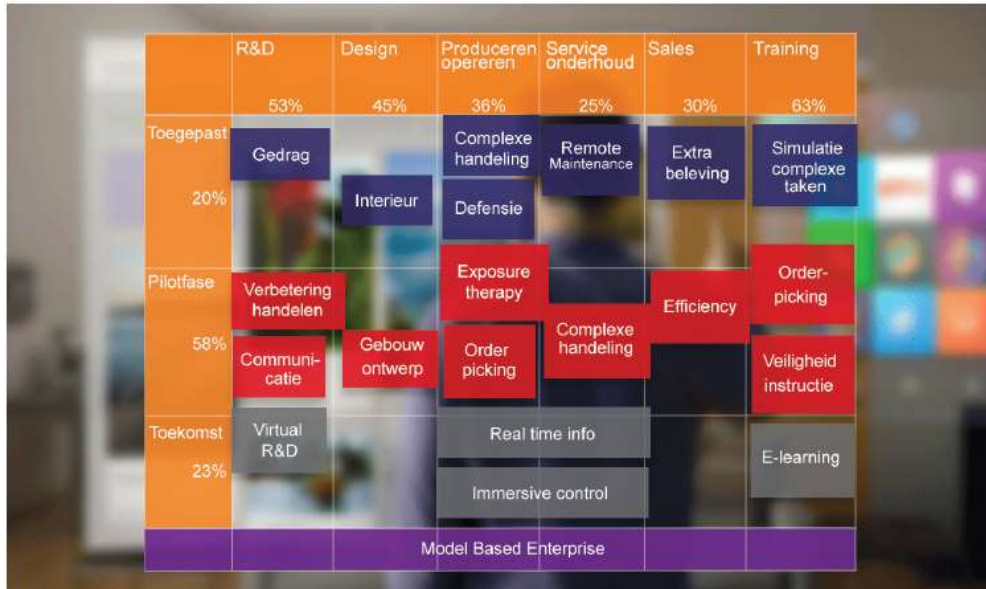 R&D
Design
Produceren
opereren
Service
onderhoud
Sales
Training
53%
45%
36%
25%
30%
63%
Toegepast
20%
Gedrag
Interieur
Complexe
handeling
Defensie
Remote
Maintenance
Extra
beleving
Simulatie
complexe
taken
Pilotfase
58%
Verbetering
handelen
Communi-
catie
Gebouw
ontwerp
Exposure
therapy
Order
picking
Complexe
handeling
Efficiency
Order-
picking
Veiligheid
instructie
Toekomst
23%
Virtual
R&D
Real time info
Immersive control
E-learning
Model Based Enterprise